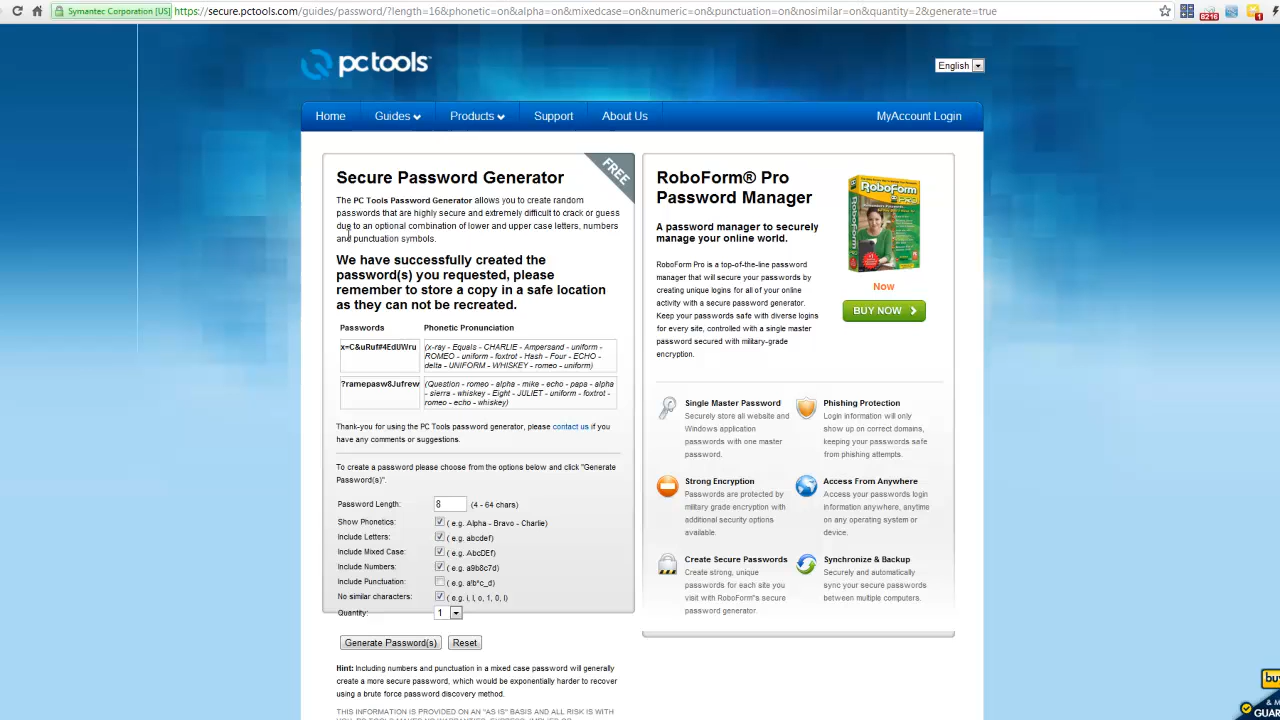 Symantec Corporation [US] https://secure.pctools.com/guides/password/?length=16&phonetic=on&alpha=on&mixedcase=on&numeric=on&punctuation=on&nosimilar=on&quantity=2&generate=true
8216
1
pctools
English
Home Guides Products Support About Us MyAccount Login
FREE
Secure Password Generator
The PC Tools Password Generator allows you to create random
passwords that are highly secure and extremely difficult to crack or guess
due to an optional combination of lower and upper case letters, numbers
and punctuation symbols.
We have successfully created the
password(s) you requested, please
remember to store a copy in a safe location
as they can not be recreated.
Passwords Phonetic Pronunciation
x=C&uRuf#4EdUWru
(x-ray - Equals - CHARLIE - Ampersand - uniform -
ROMEO - uniform - foxtrot - Hash - Four - ECHO -
delta - UNIFORM - WHISKEY - romeo - uniform)
?ramepasw8Jufrew
(Question - romeo - alpha - mike - echo - papa - alpha
- sierra - whiskey - Eight - JULIET - uniform - foxtrot -
romeo - echo - whiskey)
Thank-you for using the PC Tools password generator, please contact us if you
have any comments or suggestions.
To create a password please choose from the options below and click "Generate
Password(s)".
Password Length: 8 (4 - 64 chars)
Show Phonetics: ( e.g. Alpha - Bravo - Charlie)
Include Letters: ( e.g. abcdef)
Include Mixed Case: ( e.g. AbcDEf)
Include Numbers: ( e.g. a9b8c7d)
Include Punctuation: ( e.g. a!b*c_d)
No similar characters: ( e.g. i, l, o, 1, 0, I)
Quantity: 1
Generate Password(s) Reset
Hint: Including numbers and punctuation in a mixed case password will generally
create a more secure password, which would be exponentially harder to recover
using a brute force password discovery method.
THIS INFORMATION IS PROVIDED ON AN "AS IS" BASIS AND ALL RISK IS WITH
RoboForm® Pro
Password Manager
A password manager to securely
manage your online world.
RoboForm Pro is a top-of-the-line password
manager that will secure your passwords by
creating unique logins for all of your online
activity with a secure password generator.
Keep your passwords safe with diverse logins
for every site, controlled with a single master
password secured with military-grade
encryption.
RoboForm
PRO
Now
BUY NOW
Single Master Password
Securely store all website and
Windows application
passwords with one master
password.
Phishing Protection
Login information will only
show up on correct domains,
keeping your passwords safe
from phishing attempts.
Strong Encryption
Passwords are protected by
military grade encryption with
additional security options
available.
Access From Anywhere
Access your passwords login
information anywhere, anytime
on any operating system or
device.
Create Secure Passwords
Create strong, unique
passwords for each site you
visit with RoboForm"s secure
password generator.
Synchronize & Backup
Securely and automatically
sync your secure passwords
between multiple computers.